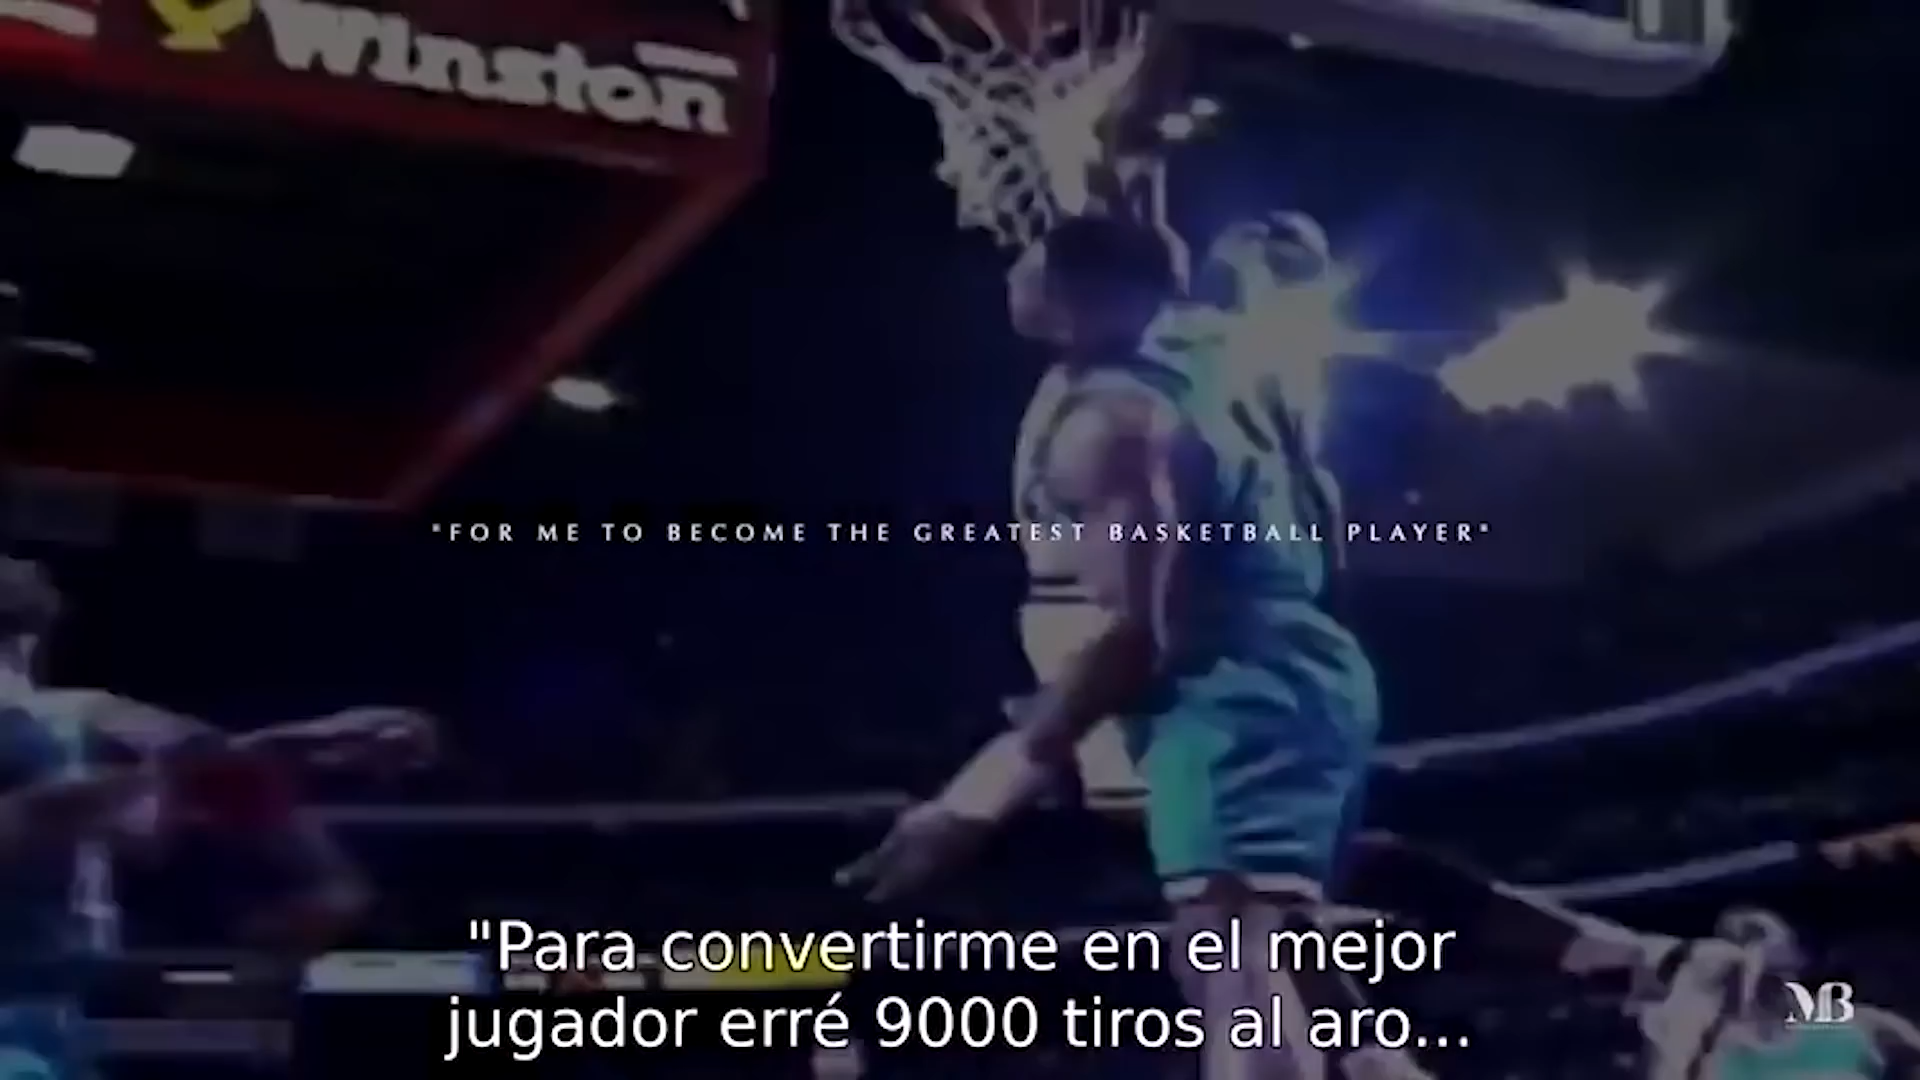 Winston
"FOR ME TO BECOME THE GREATEST BASKETBALL PLAYER"
"Para convertirme en el mejor
jugador erré 9000 tiros al aro...
MB